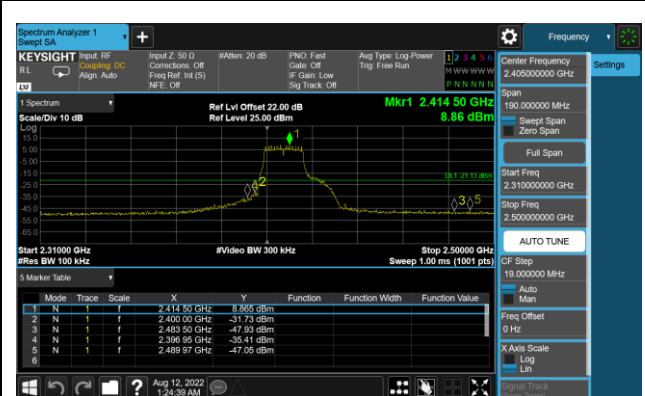 Spectrum Analyzer 1
Swept SA
Frequency
KEYSIGHT
RL
LXI
Input: RF
Coupling: DC
Align: Auto
Input Z: 50 Ω
Corrections: Off
Freq Ref: Int (S)
NFE: Off
#Atten: 20 dB
PNO: Fast
Gate: Off
IF Gain: Low
Sig Track: Off
Avg Type: Log-Power
Trig: Free Run
1 2 3 4 5 6
M W W W W W
P N N N N N
Center Frequency
2.405000000 GHz
Settings
1 Spectrum
Scale/Div 10 dB
Ref Lvl Offset 22.00 dB
Ref Level 25.00 dBm
Mkr1 2.414 50 GHz
8.86 dBm
Span
190.000000 MHz
Swept Span
Zero Span
Full Span
Log
15.0
5.00
-5.00
-15.0
-25.0
-35.0
-45.0
-55.0
-65.0
1
2
4
3
5
DL1 -21.13 dBm
Start Freq
2.310000 GHz
Stop Freq
2.500000000 GHz
AUTO TUNE
Start 2.31000 GHz
#Res BW 100 kHz
#Video BW 300 kHz
Stop 2.50000 GHz
Sweep 1.00 ms (1001 pts)
CF Step
19.000000 MHz
Auto
Man
5 Marker Table
Mode Trace Scale X Y Function Function Width Function Value
1 N 1 f 2.414 50 GHz 8.865 dBm
2 N 1 f 2.400 00 GHz -31.73 dBm
3 N 1 f 2.483 50 GHz -47.93 dBm
4 N 1 f 2.396 95 GHz -35.41 dBm
5 N 1 f 2.489 97 GHz -47.05 dBm
6
Freq Offset
0 Hz
X Axis Scale
Log
Lin
Signal Track
Aug 12, 2022
1:24:39 AM